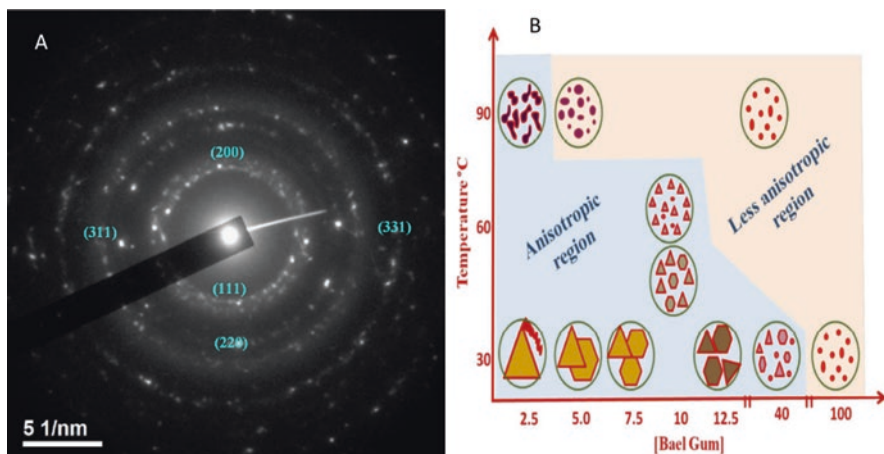 A
(200)
(311)
(331)
(111)
(220)
5 1/nm
B
Temperature °C
90
60
30
Anisotropic
region
Less anisotropic
region
2.5 5.0 7.5 10 12.5 40 100
[Bael Gum]